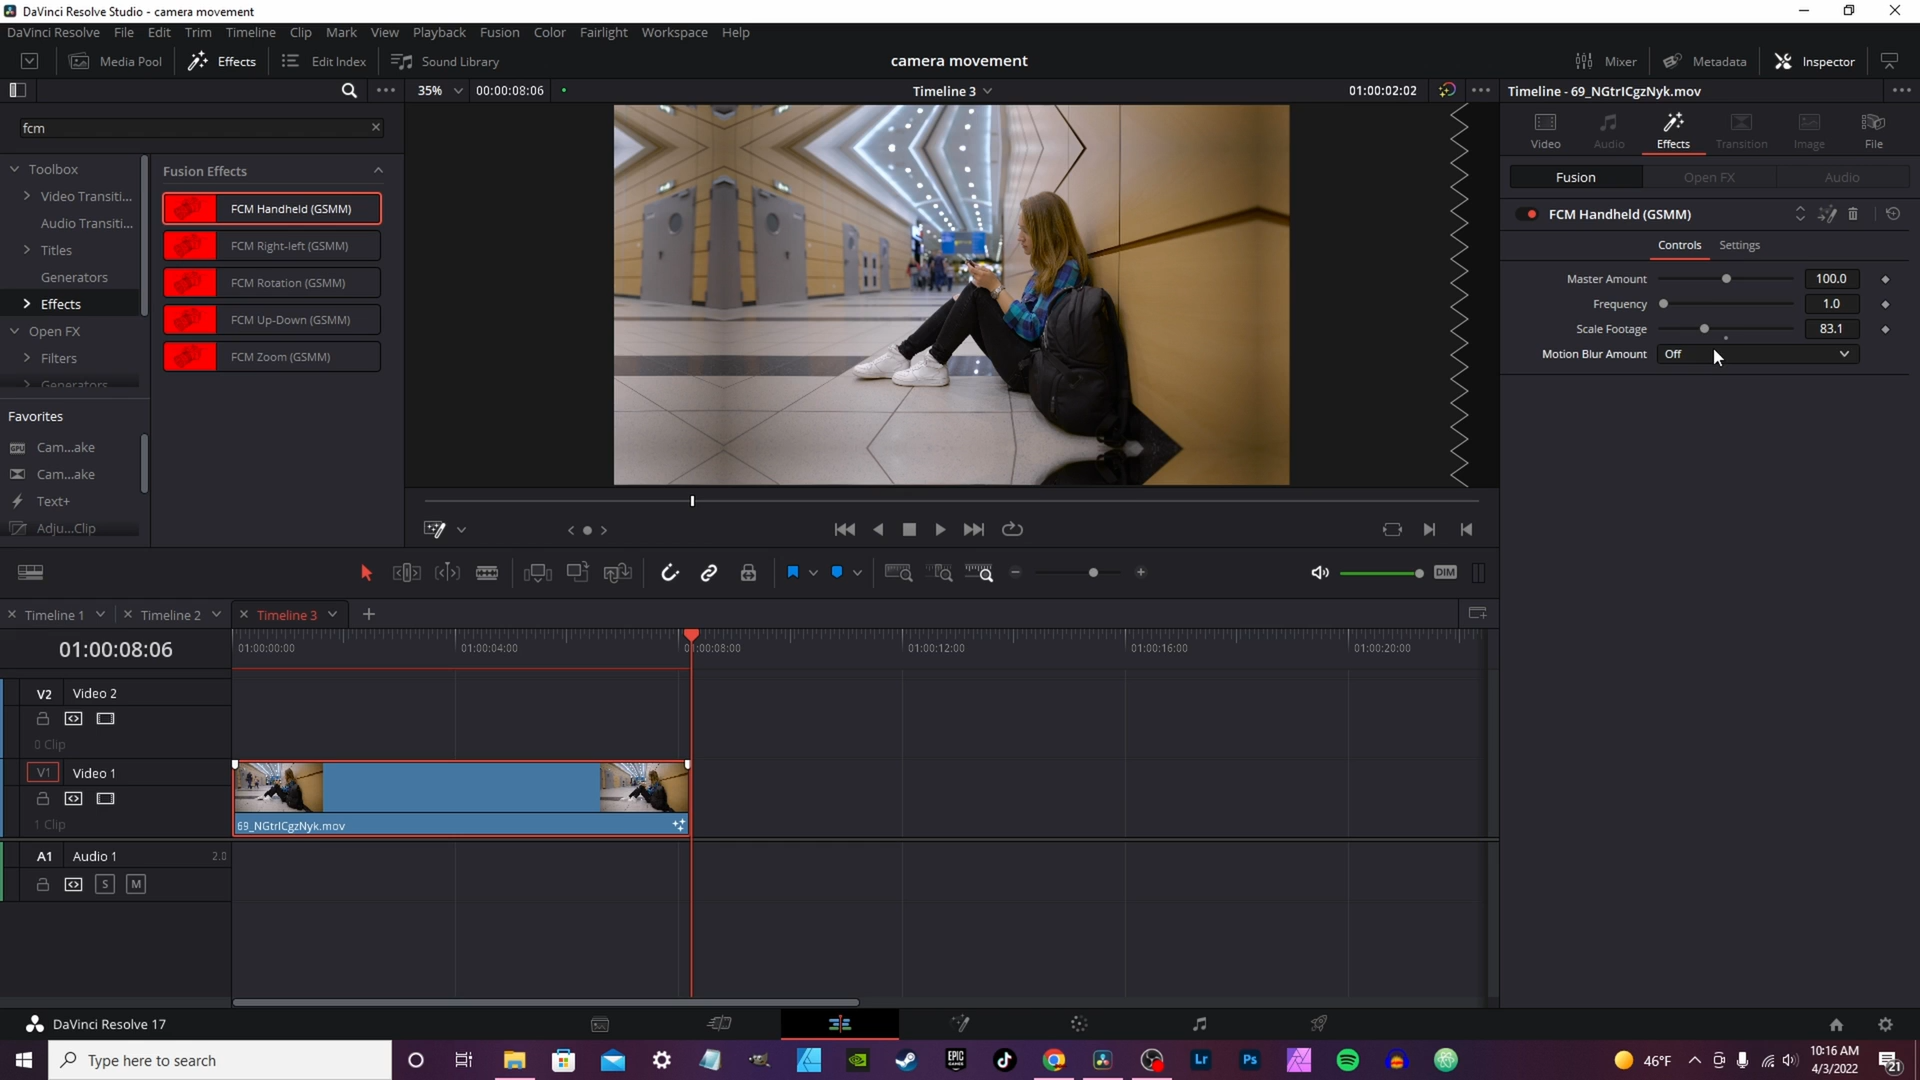 DaVinci Resolve Studio - camera movement
DaVinci Resolve File Edit Trim Timeline Clip Mark View Playback Fusion Color Fairlight Workspace Help
Media Pool Effects Edit Index Sound Library camera movement Mixer Metadata Inspector
35% 00:00:08:06 Timeline 3 01:00:02:02 Timeline - 69_NGtrICgzNyk.mov
fcm
Video Audio Effects Transition Image File
Toolbox
Video Transiti...
Audio Transiti...
Titles
Generators
Effects
Open FX
Filters
Generators
Favorites
Cam...ake
Cam...ake
Text+
Adju...Clip
Fusion Effects
FCM Handheld (GSMM)
FCM Right-left (GSMM)
FCM Rotation (GSMM)
FCM Up-Down (GSMM)
FCM Zoom (GSMM)
Fusion Open FX Audio
FCM Handheld (GSMM)
Controls Settings
Master Amount 100.0
Frequency 1.0
Scale Footage 83.1
Motion Blur Amount Off
DIM
Timeline 1 Timeline 2 Timeline 3
01:00:08:06 01:00:00:00 01:00:04:00 01:00:08:00 01:00:12:00 01:00:16:00 01:00:20:00
V2 Video 2
0 Clip
V1 Video 1
1 Clip
69_NGtrICgzNyk.mov
A1 Audio 1 2.0
S M
DaVinci Resolve 17
Type here to search
EPIC GAMES
Lr
Ps
46°F
10:16 AM
4/3/2022
21